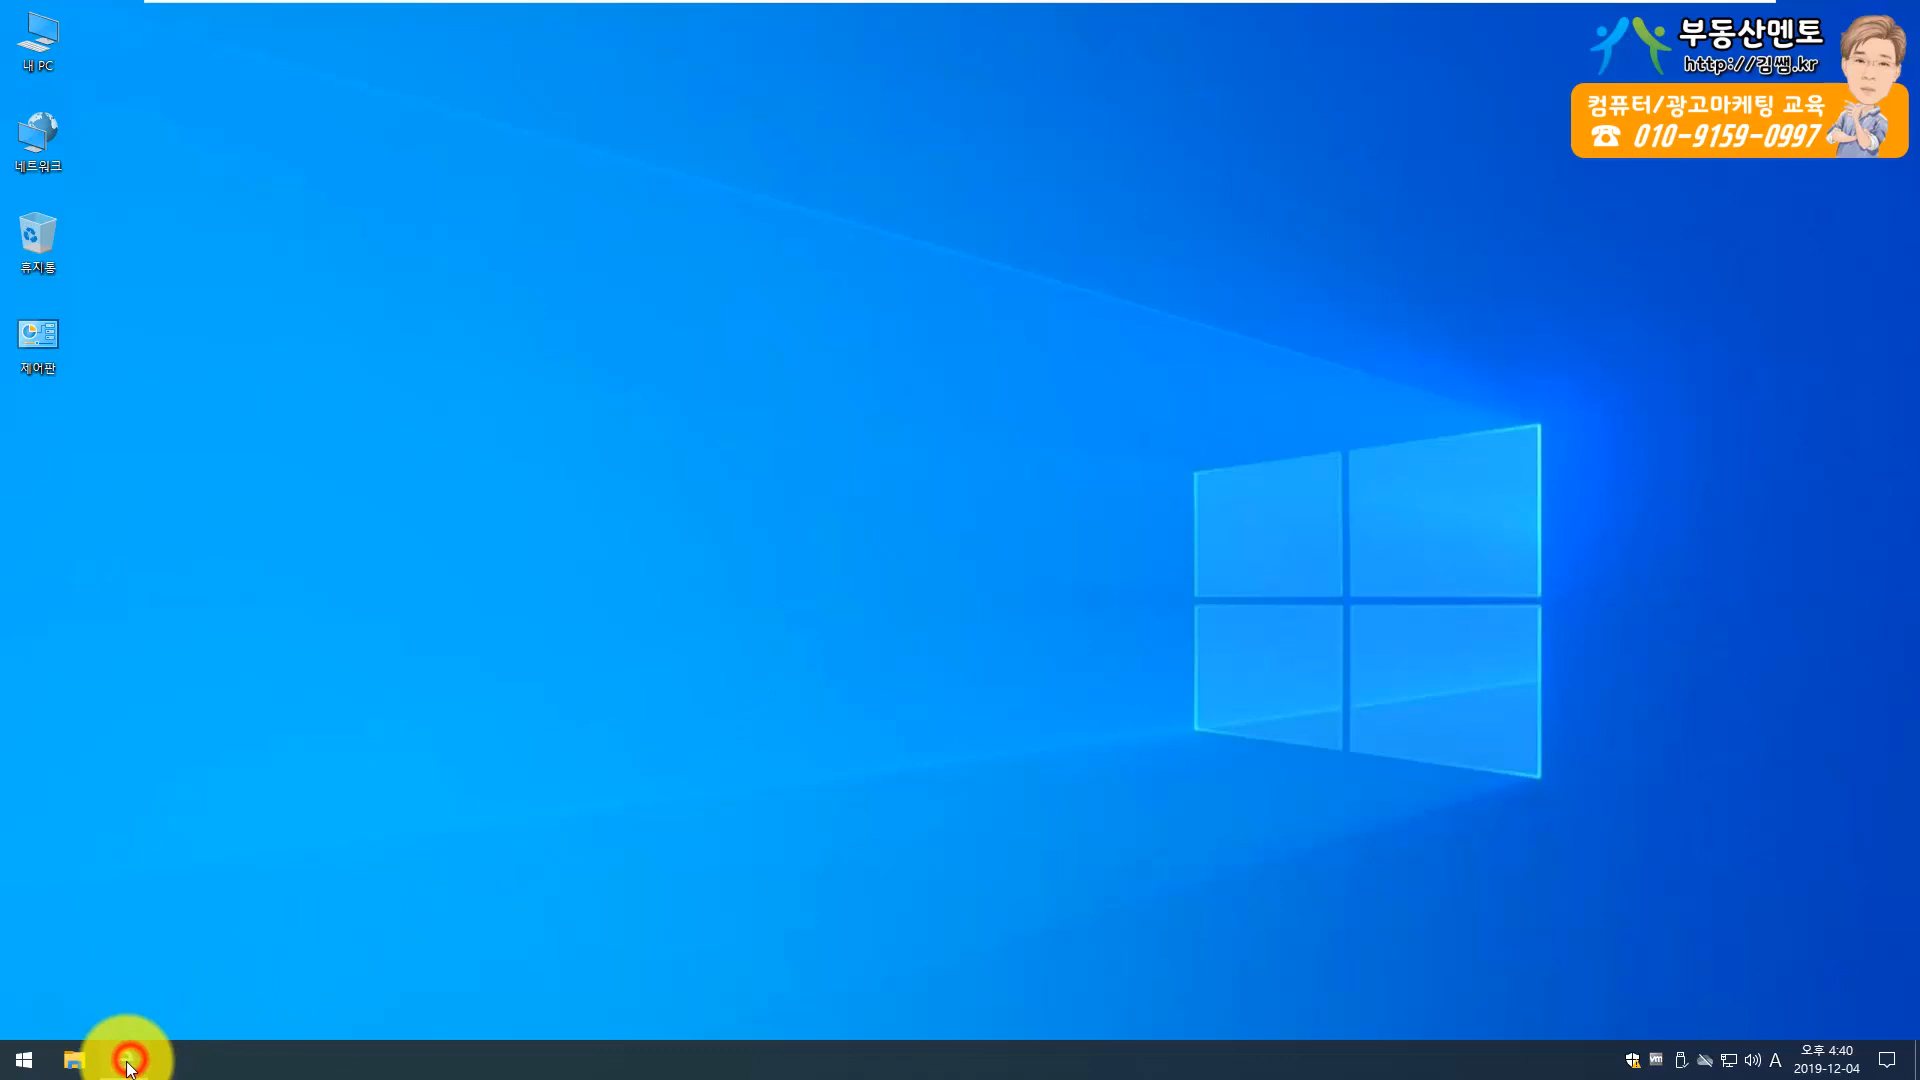 내 PC
네트워크
휴지통
제어판
부동산멘토
http://김쌤.kr
컴퓨터/광고마케팅 교육
☎ 010-9159-0997
vm
A
오후 4:40
2019-12-04